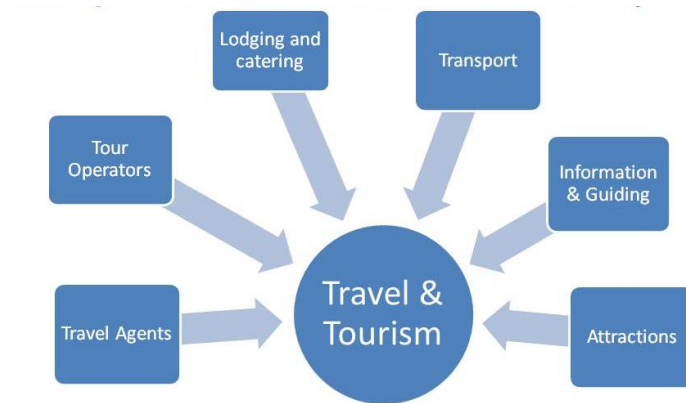 Lodging and
catering
Transport
Tour
Operators
Information
& Guiding
Travel Agents
Travel &
Tourism
Attractions